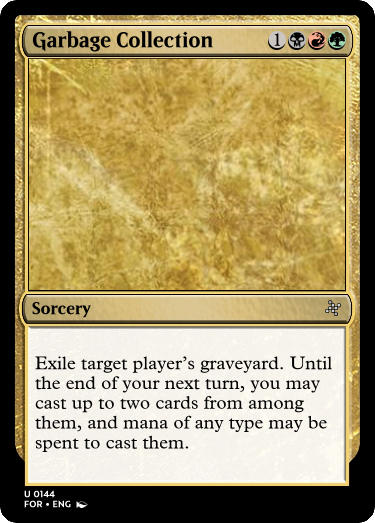 Garbage Collection 1
Sorcery
Exile target player's graveyard. Until
the end of your next turn, you may
cast up to two cards from among
them, and mana of any type may be
spent to cast them.
U 0144
FOR • ENG